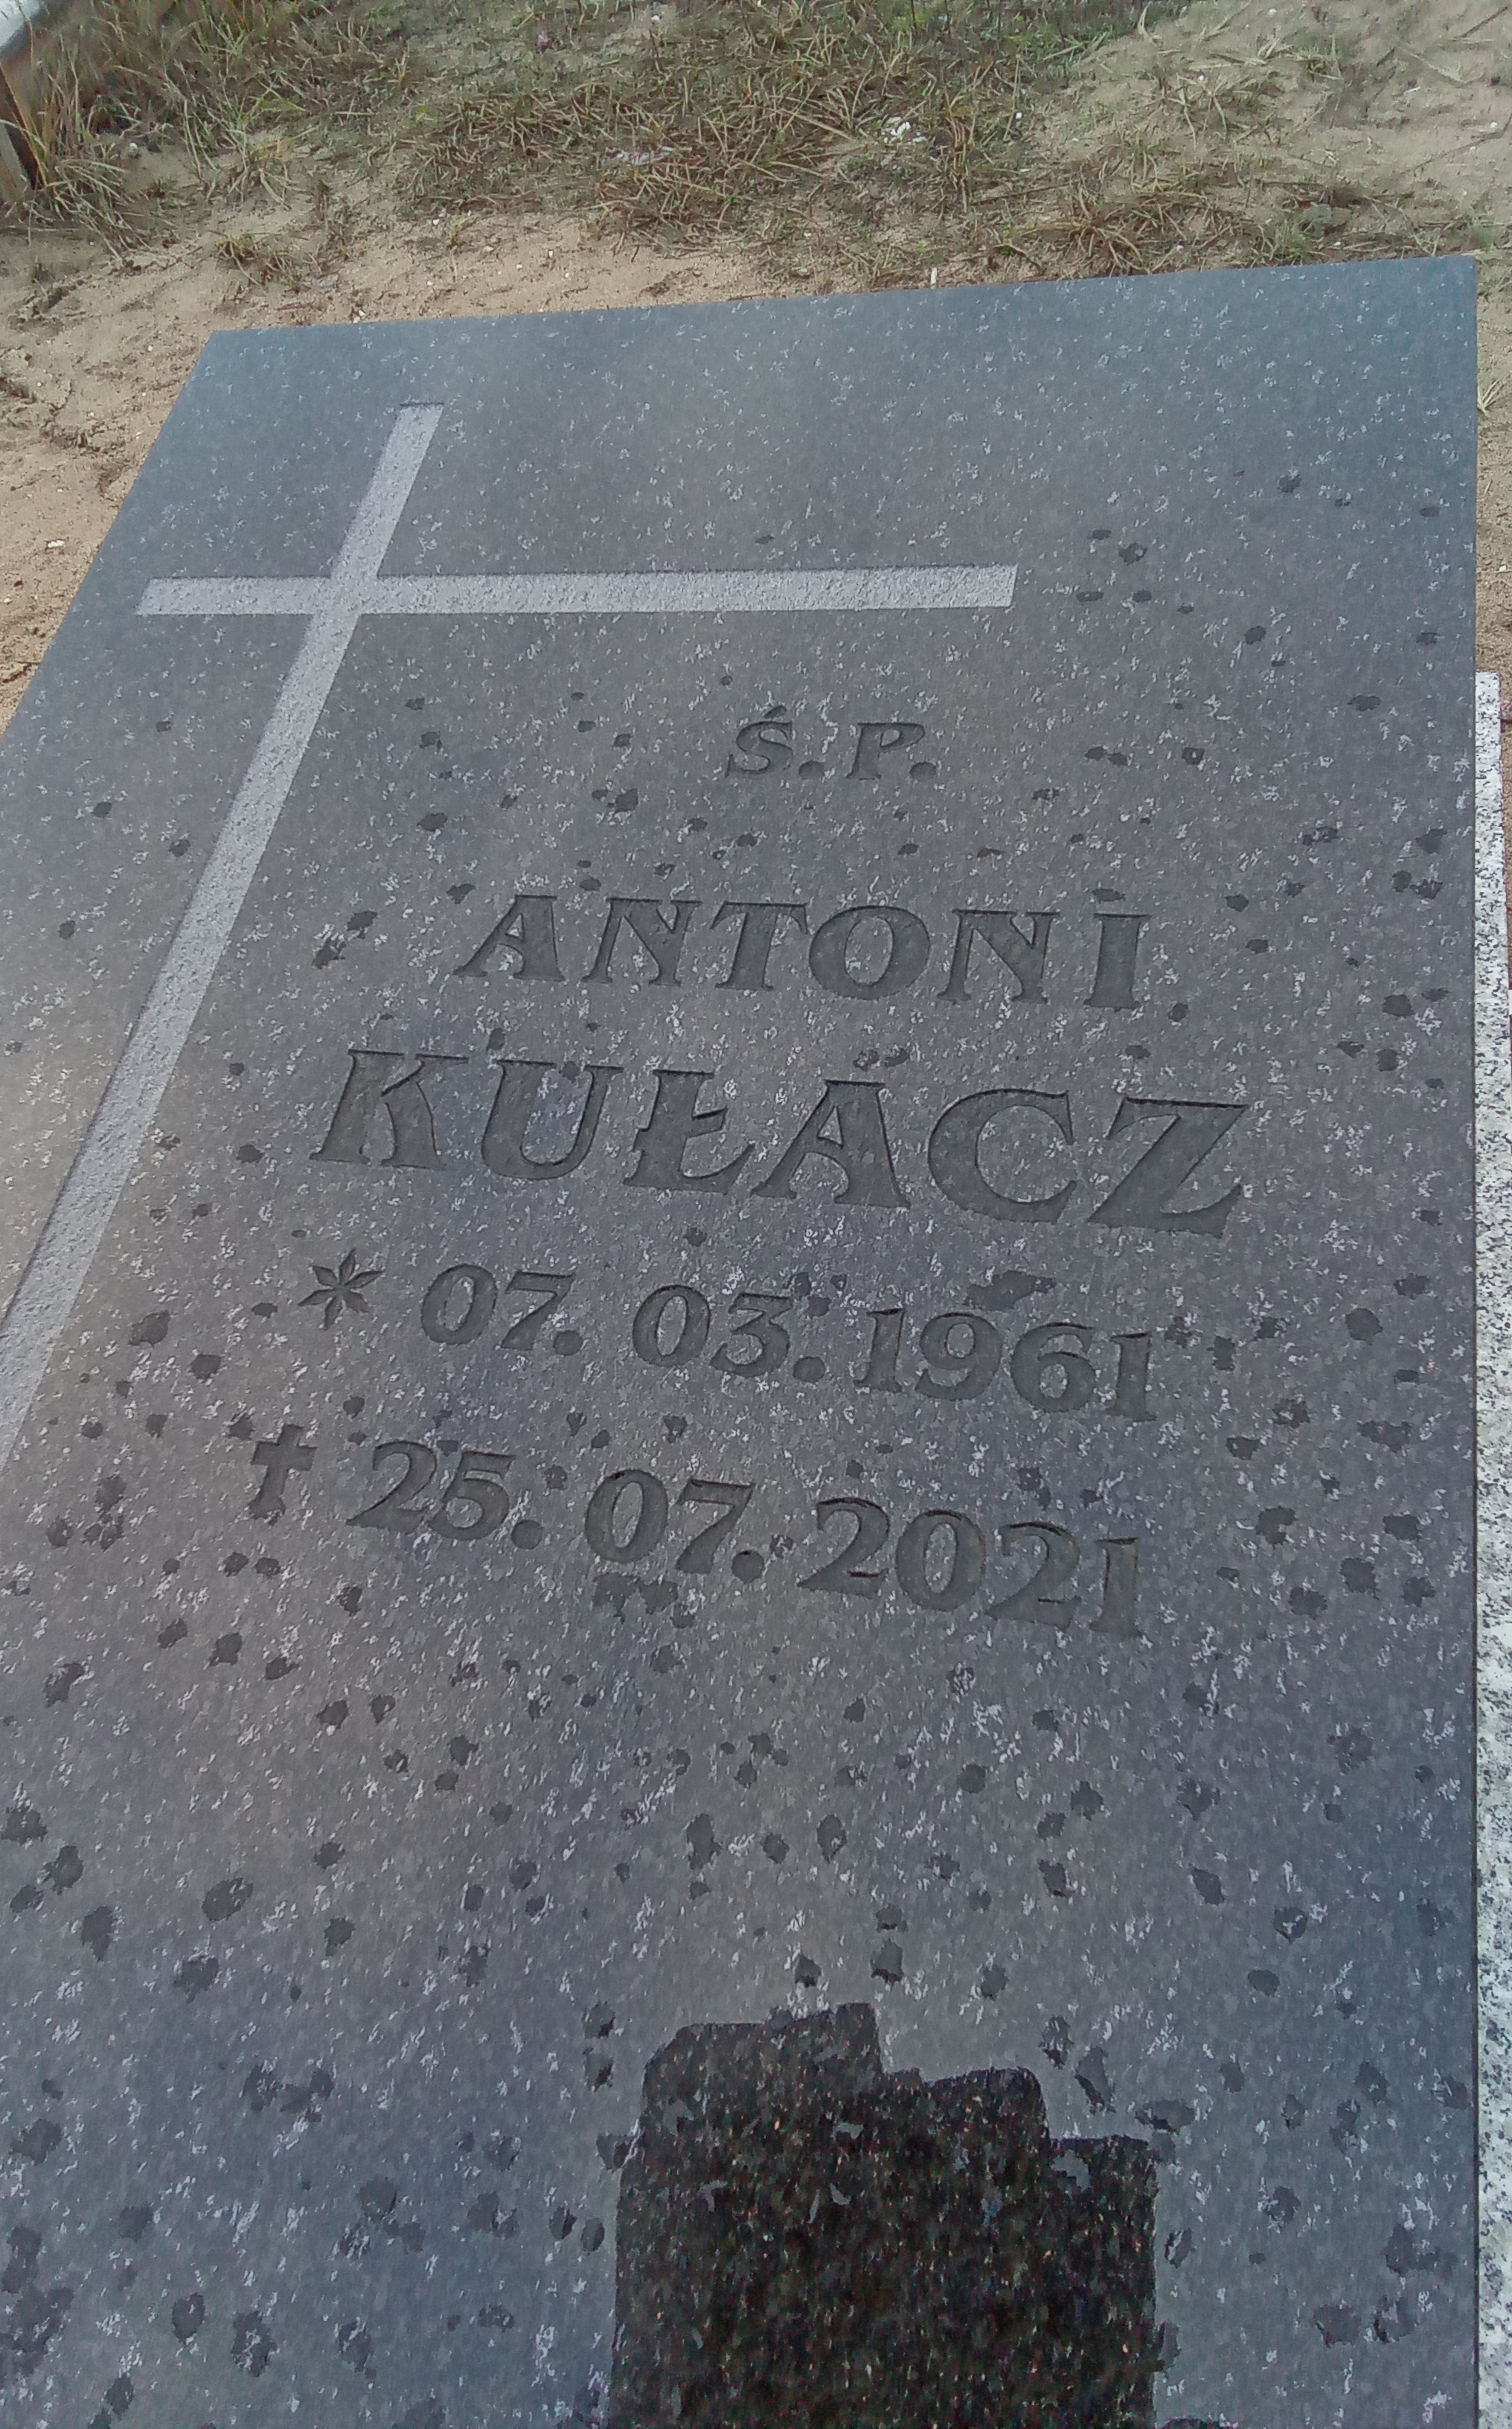 Ś.P.
ANTONI
KUŁACZ
* 07. 03. 1961
✝ 25. 07. 2021